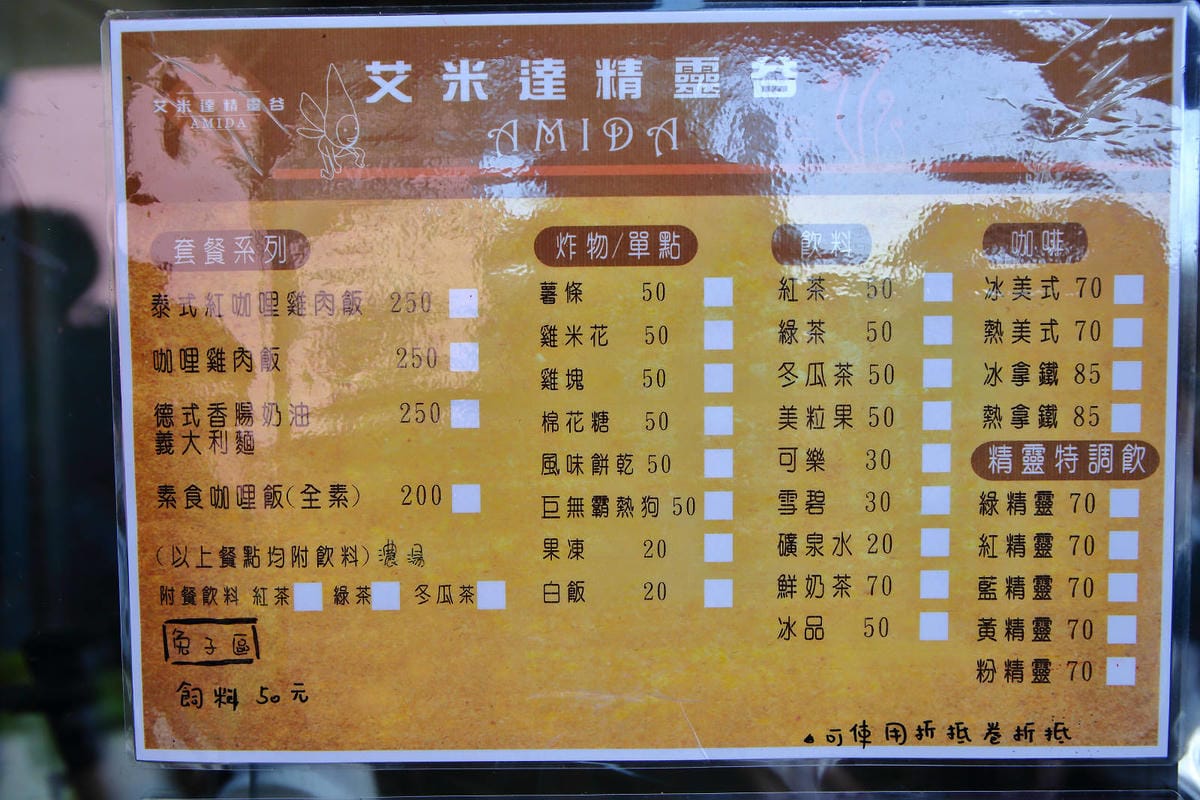 艾米達精靈谷
AMIDA
艾米達精靈谷
AMIDA
套餐系列
泰式紅咖哩雞肉飯 250
咖哩雞肉飯 250
德式香腸奶油 250
義大利麵
素食咖哩飯(全素) 200
(以上餐點均附飲料)濃湯
附餐飲料 紅茶 綠茶 冬瓜茶
兔子區
飼料 50元
炸物/單點
薯條 50
雞米花 50
雞塊 50
棉花糖 50
風味餅乾 50
巨無霸熱狗 50
果凍 20
白飯 20
飲料
紅茶 50
綠茶 50
冬瓜茶 50
美粒果 50
可樂 30
雪碧 30
礦泉水 20
鮮奶茶 70
冰品 50
咖啡
冰美式 70
熱美式 70
冰拿鐵 85
熱拿鐵 85
精靈特調飲
綠精靈 70
紅精靈 70
藍精靈 70
黃精靈 70
粉精靈 70
▲可使用折抵卷折抵